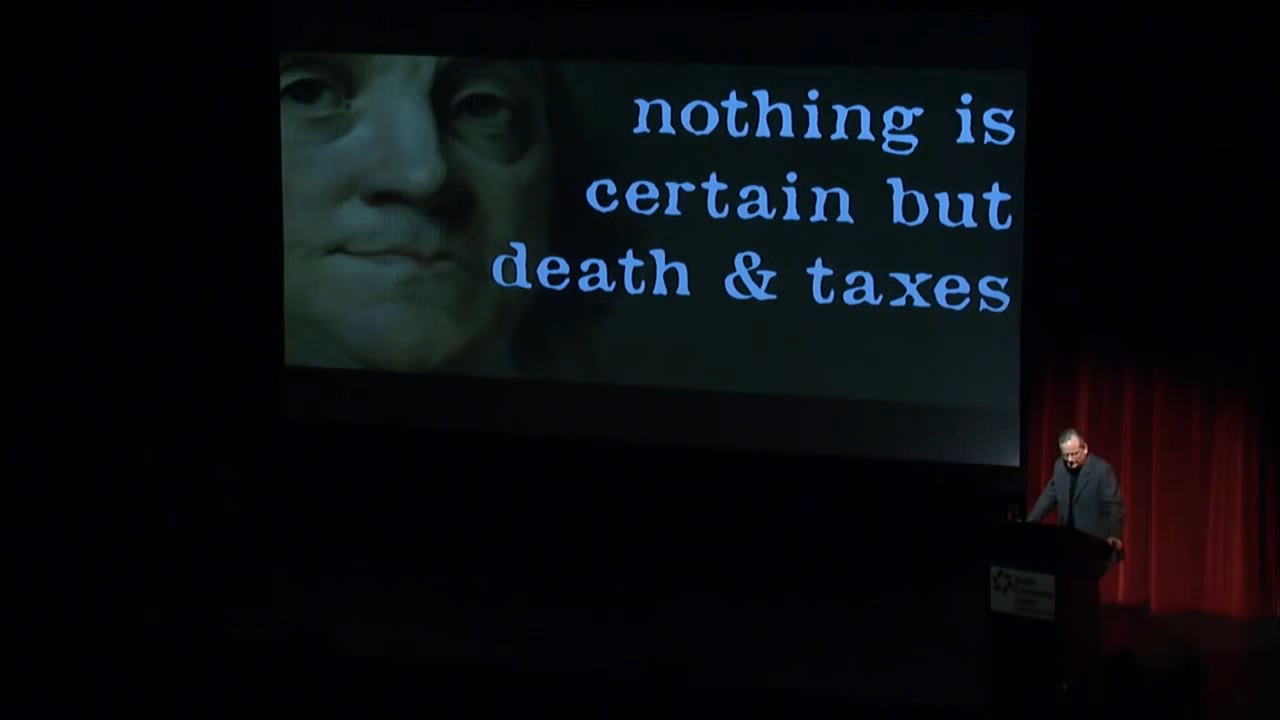 nothing is
certain but
death & taxes